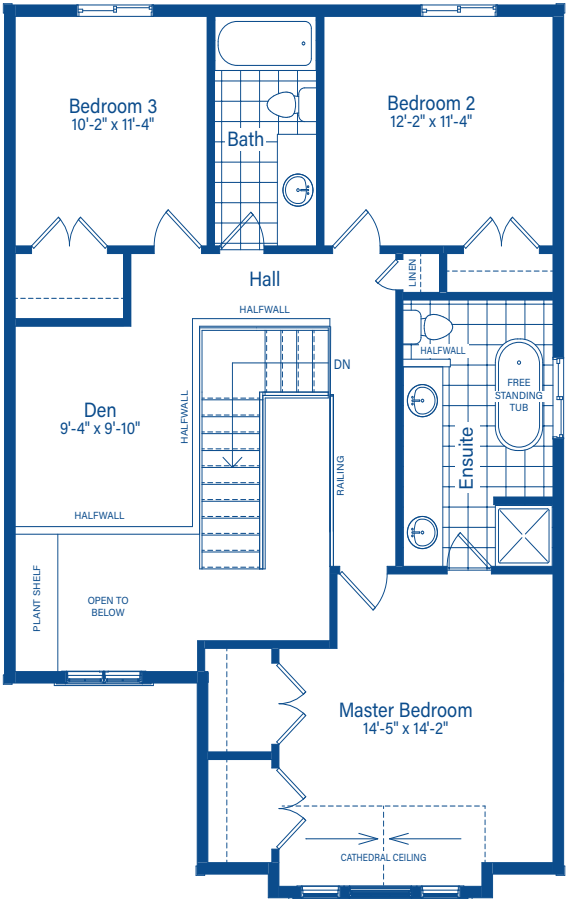 Bedroom 3
10'-2" x 11'-4"
Bath
Bedroom 2
12'-2" x 11'-4"
Hall
LINEN
HALFWALL
DN
HALFWALL
FREE
STANDING
TUB
Den
9'-4" x 9'-10"
HALFWALL
RAILING
Ensuite
HALFWALL
PLANT SHELF
OPEN TO
BELOW
Master Bedroom
14'-5" x 14'-2"
CATHEDRAL CEILING